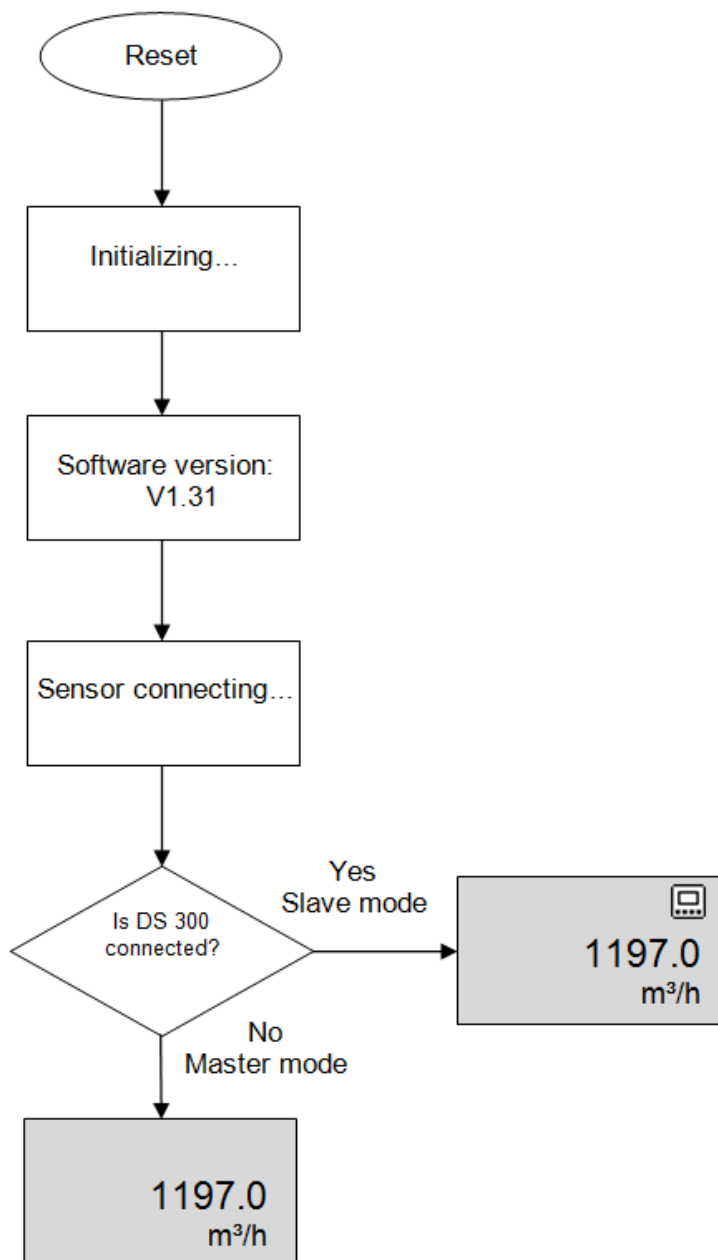 Reset
Initializing...
Software version:
V1.31
Sensor connecting...
Is DS 300
connected?
Yes
Slave mode
1197.0
m³/h
No
Master mode
1197.0
m³/h